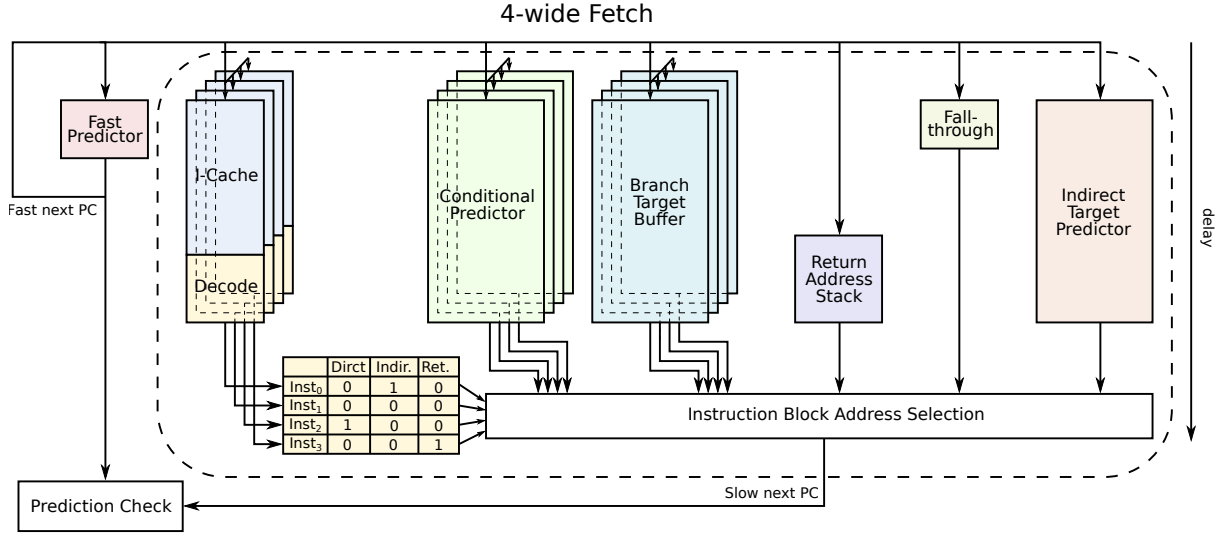 4-wide Fetch
Fast
Predictor
I-Cache
Decode
Conditional
Predictor
Branch
Target
Buffer
Return
Address
Stack
Fall-
through
Indirect
Target
Predictor
delay
Fast next PC
Dirct Indir. Ret.
Inst0 0 1 0
Inst1 0 0 0
Inst2 1 0 0
Inst3 0 0 1
Instruction Block Address Selection
Slow next PC
Prediction Check